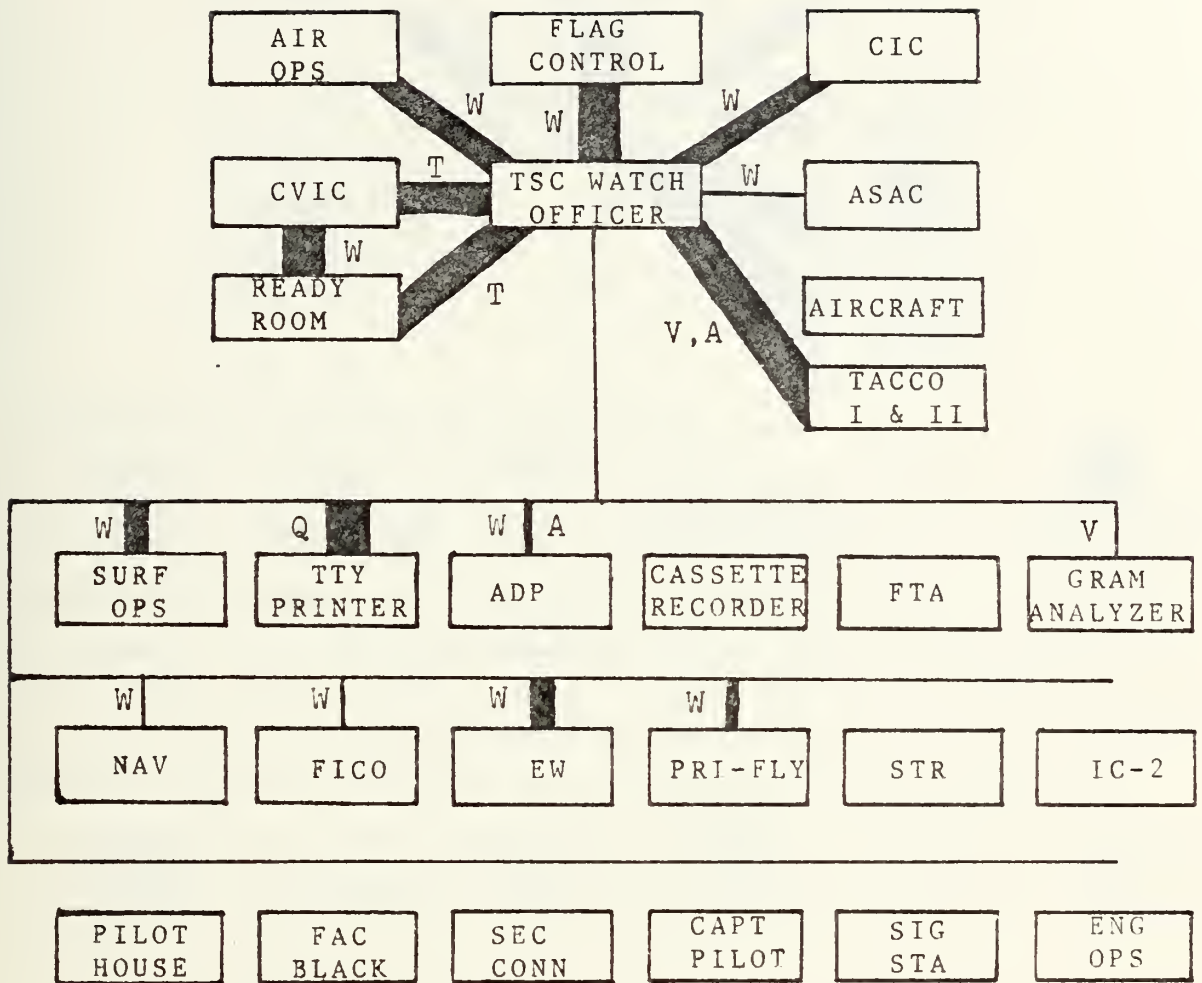 AIR
OPS
FLAG
CONTROL
CIC
W
W
W
CVIC
T
TSC WATCH
OFFICER
W
ASAC
W
READY
ROOM
T
AIRCRAFT
V,A
TACCO
I & II
W
Q
W A
V
SURF
OPS
TTY
PRINTER
ADP
CASSETTE
RECORDER
FTA
GRAM
ANALYZER
W
W
W
W
NAV
FICO
EW
PRI-FLY
STR
IC-2
PILOT
HOUSE
FAC
BLACK
SEC
CONN
CAPT
PILOT
SIG
STA
ENG
OPS